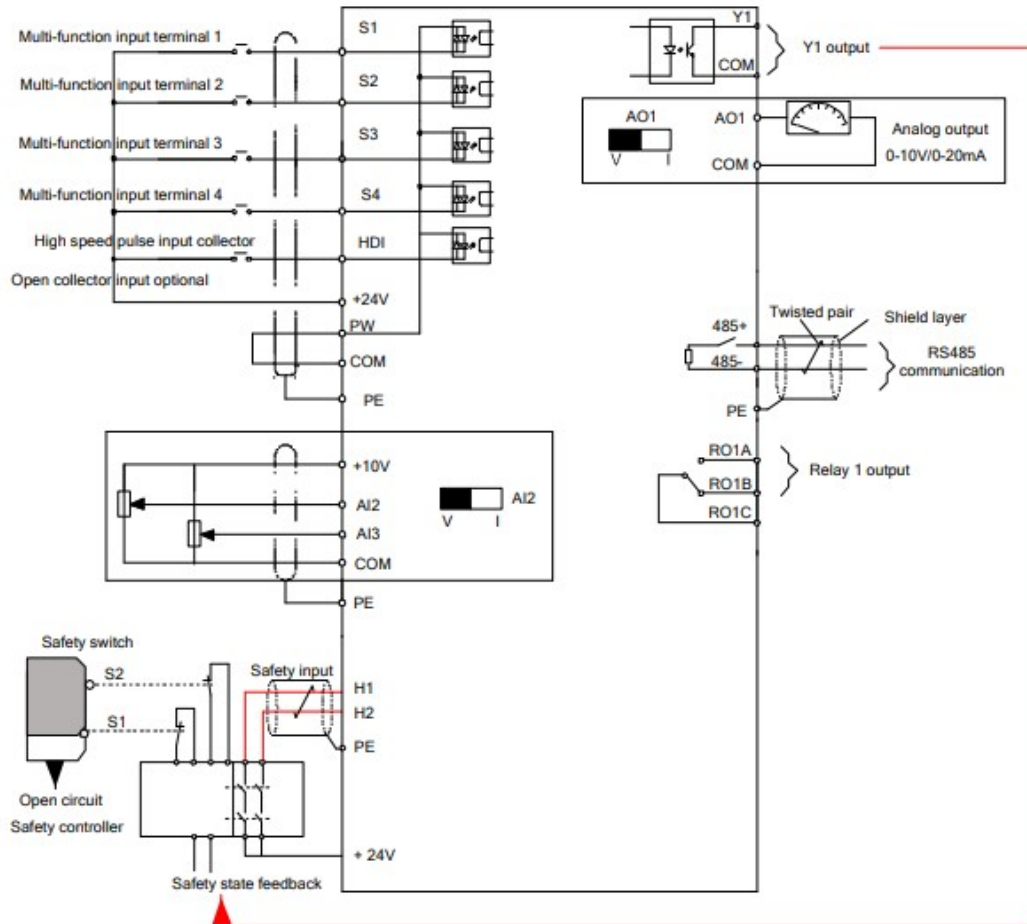 Multi-function input terminal 1
S1
Y1
Y1 output
COM
Multi-function input terminal 2
S2
AO1
AO1
Analog output
0-10V/0-20mA
V
I
COM
Multi-function input terminal 3
S3
Multi-function input terminal 4
S4
High speed pulse input collector
HDI
Open collector input optional
+24V
PW
COM
PE
Twisted pair
Shield layer
485+
485-
RS485
communication
PE
+10V
AI2
AI3
COM
PE
AI2
V
I
RO1A
RO1B
RO1C
Relay 1 output
Safety switch
S2
S1
Safety input
H1
H2
PE
Open circuit
Safety controller
+ 24V
Safety state feedback